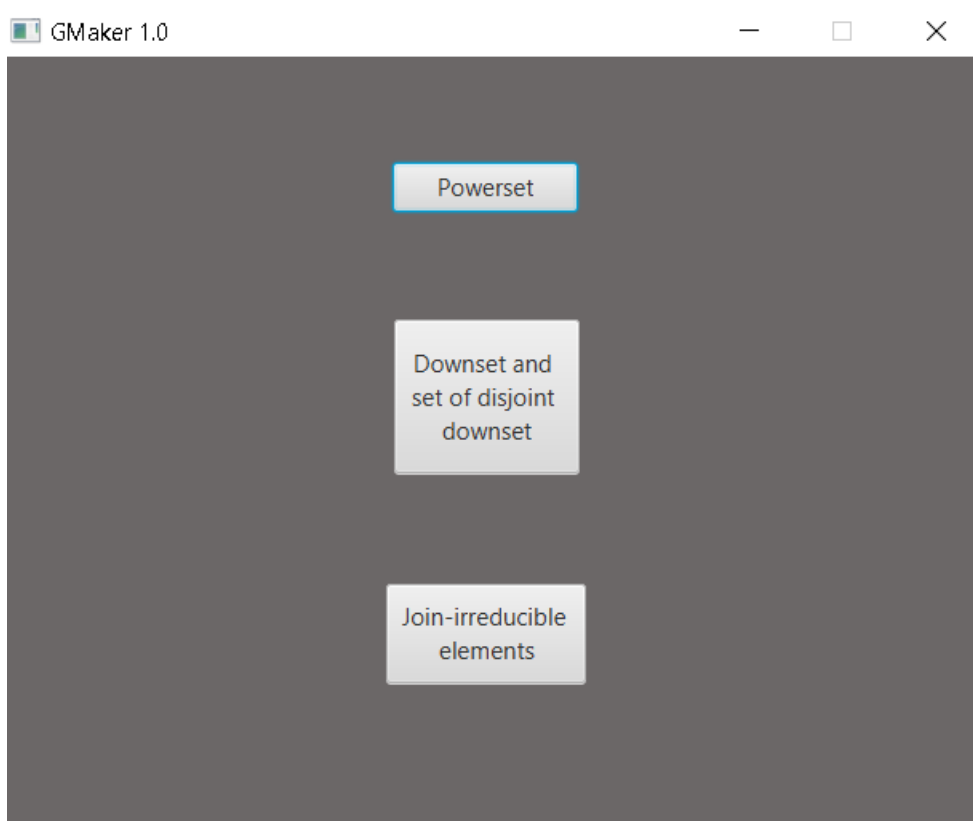 GMaker 1.0
Powerset
Downset and
set of disjoint
downset
Join-irreducible
elements